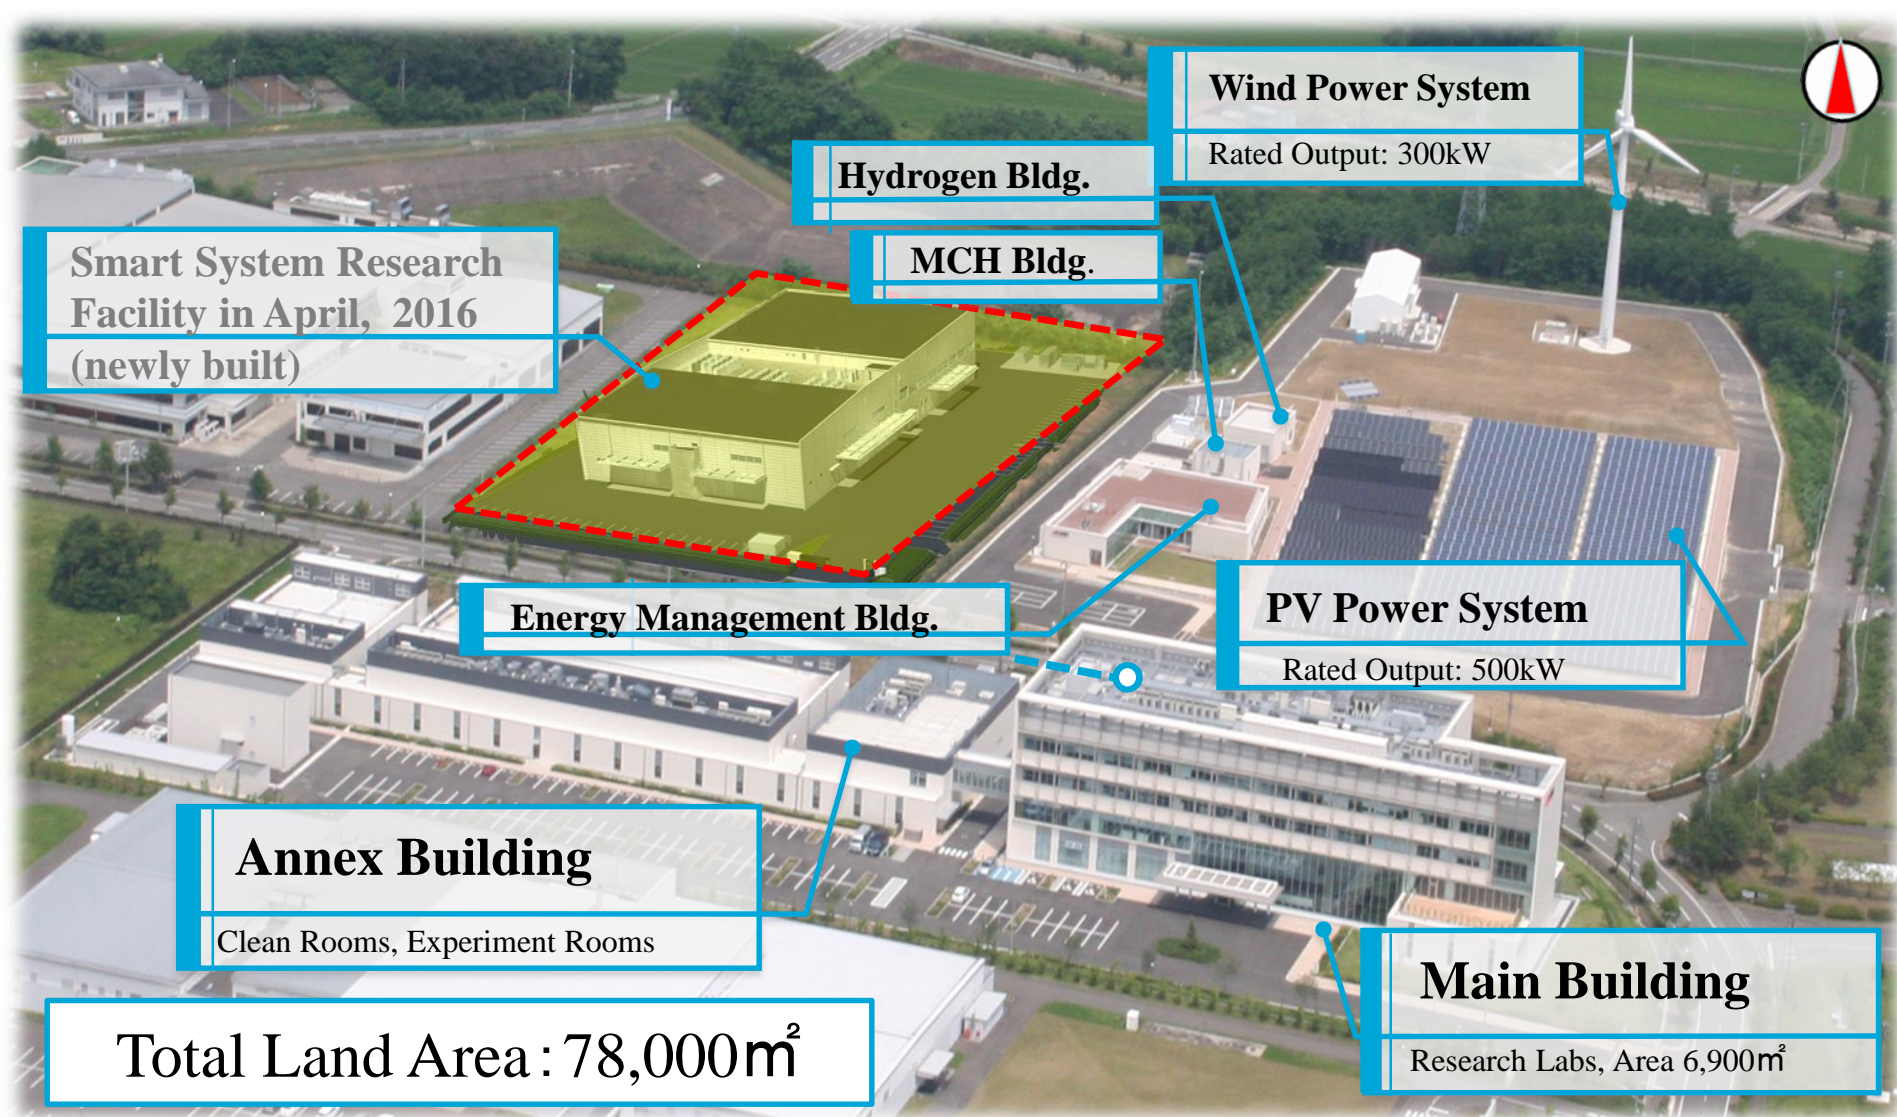 Wind Power System
Rated Output: 300kW
Hydrogen Bldg.
MCH Bldg.
Smart System Research
Facility in April, 2016
(newly built)
Energy Management Bldg.
PV Power System
Rated Output: 500kW
Annex Building
Clean Rooms, Experiment Rooms
Main Building
Research Labs, Area 6,900㎡
Total Land Area : 78,000㎡